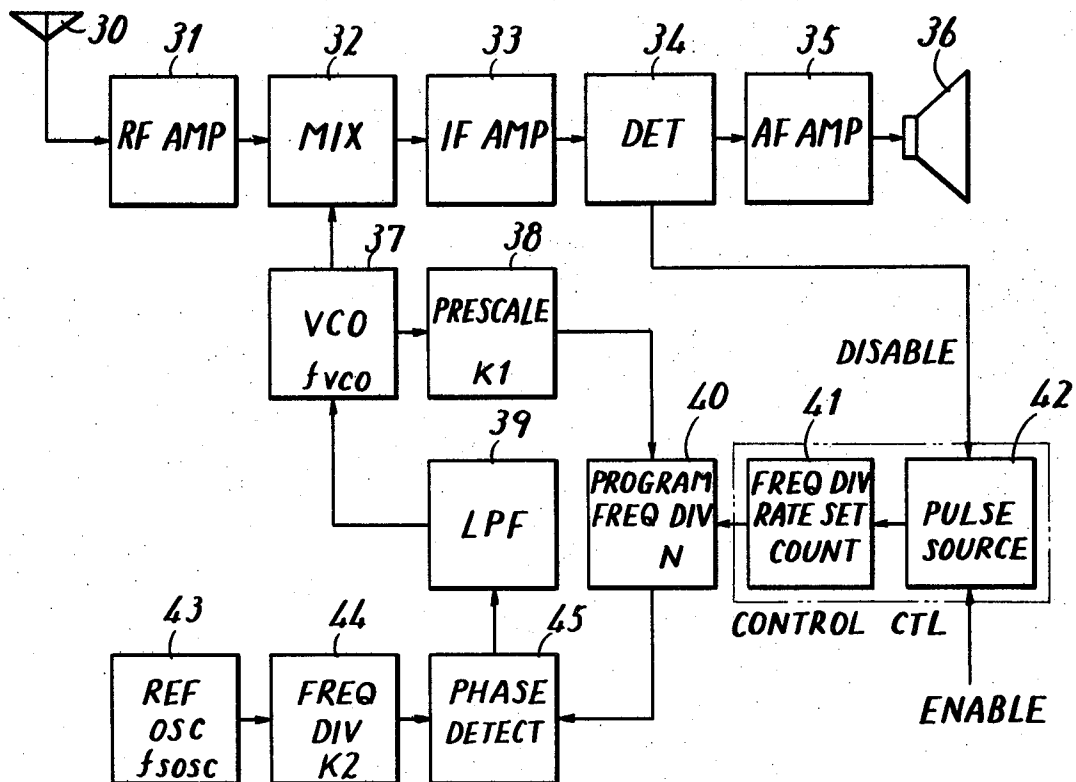 30
31
32
33
34
35
36
RF AMP
MIX
IF AMP
DET
AF AMP
37
38
VCO
fvco
PRESCALE
K1
DISABLE
39
40
41
42
LPF
PROGRAM
FREQ DIV
N
FREQ DIV
RATE SET
COUNT
PULSE
SOURCE
CONTROL CTL
43
44
45
REF
OSC
fsosc
FREQ
DIV
K2
PHASE
DETECT
ENABLE